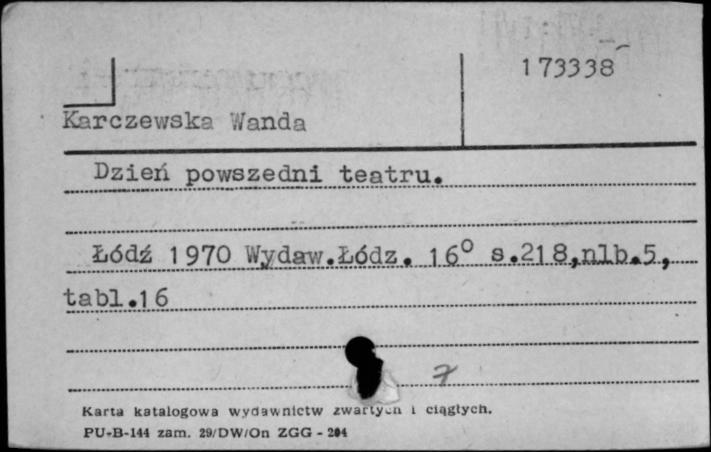 173338
Karczewska Wanda
Dzień powszedni teatru.
Łódź 1970 Wydaw.Łódz. 16° s.218,nlb.5,
tabl.16
7
Karta katalogowa wydawnictw zwartych i ciągłych.
PU-B-144 zam. 29/DW/On ZGG - 204